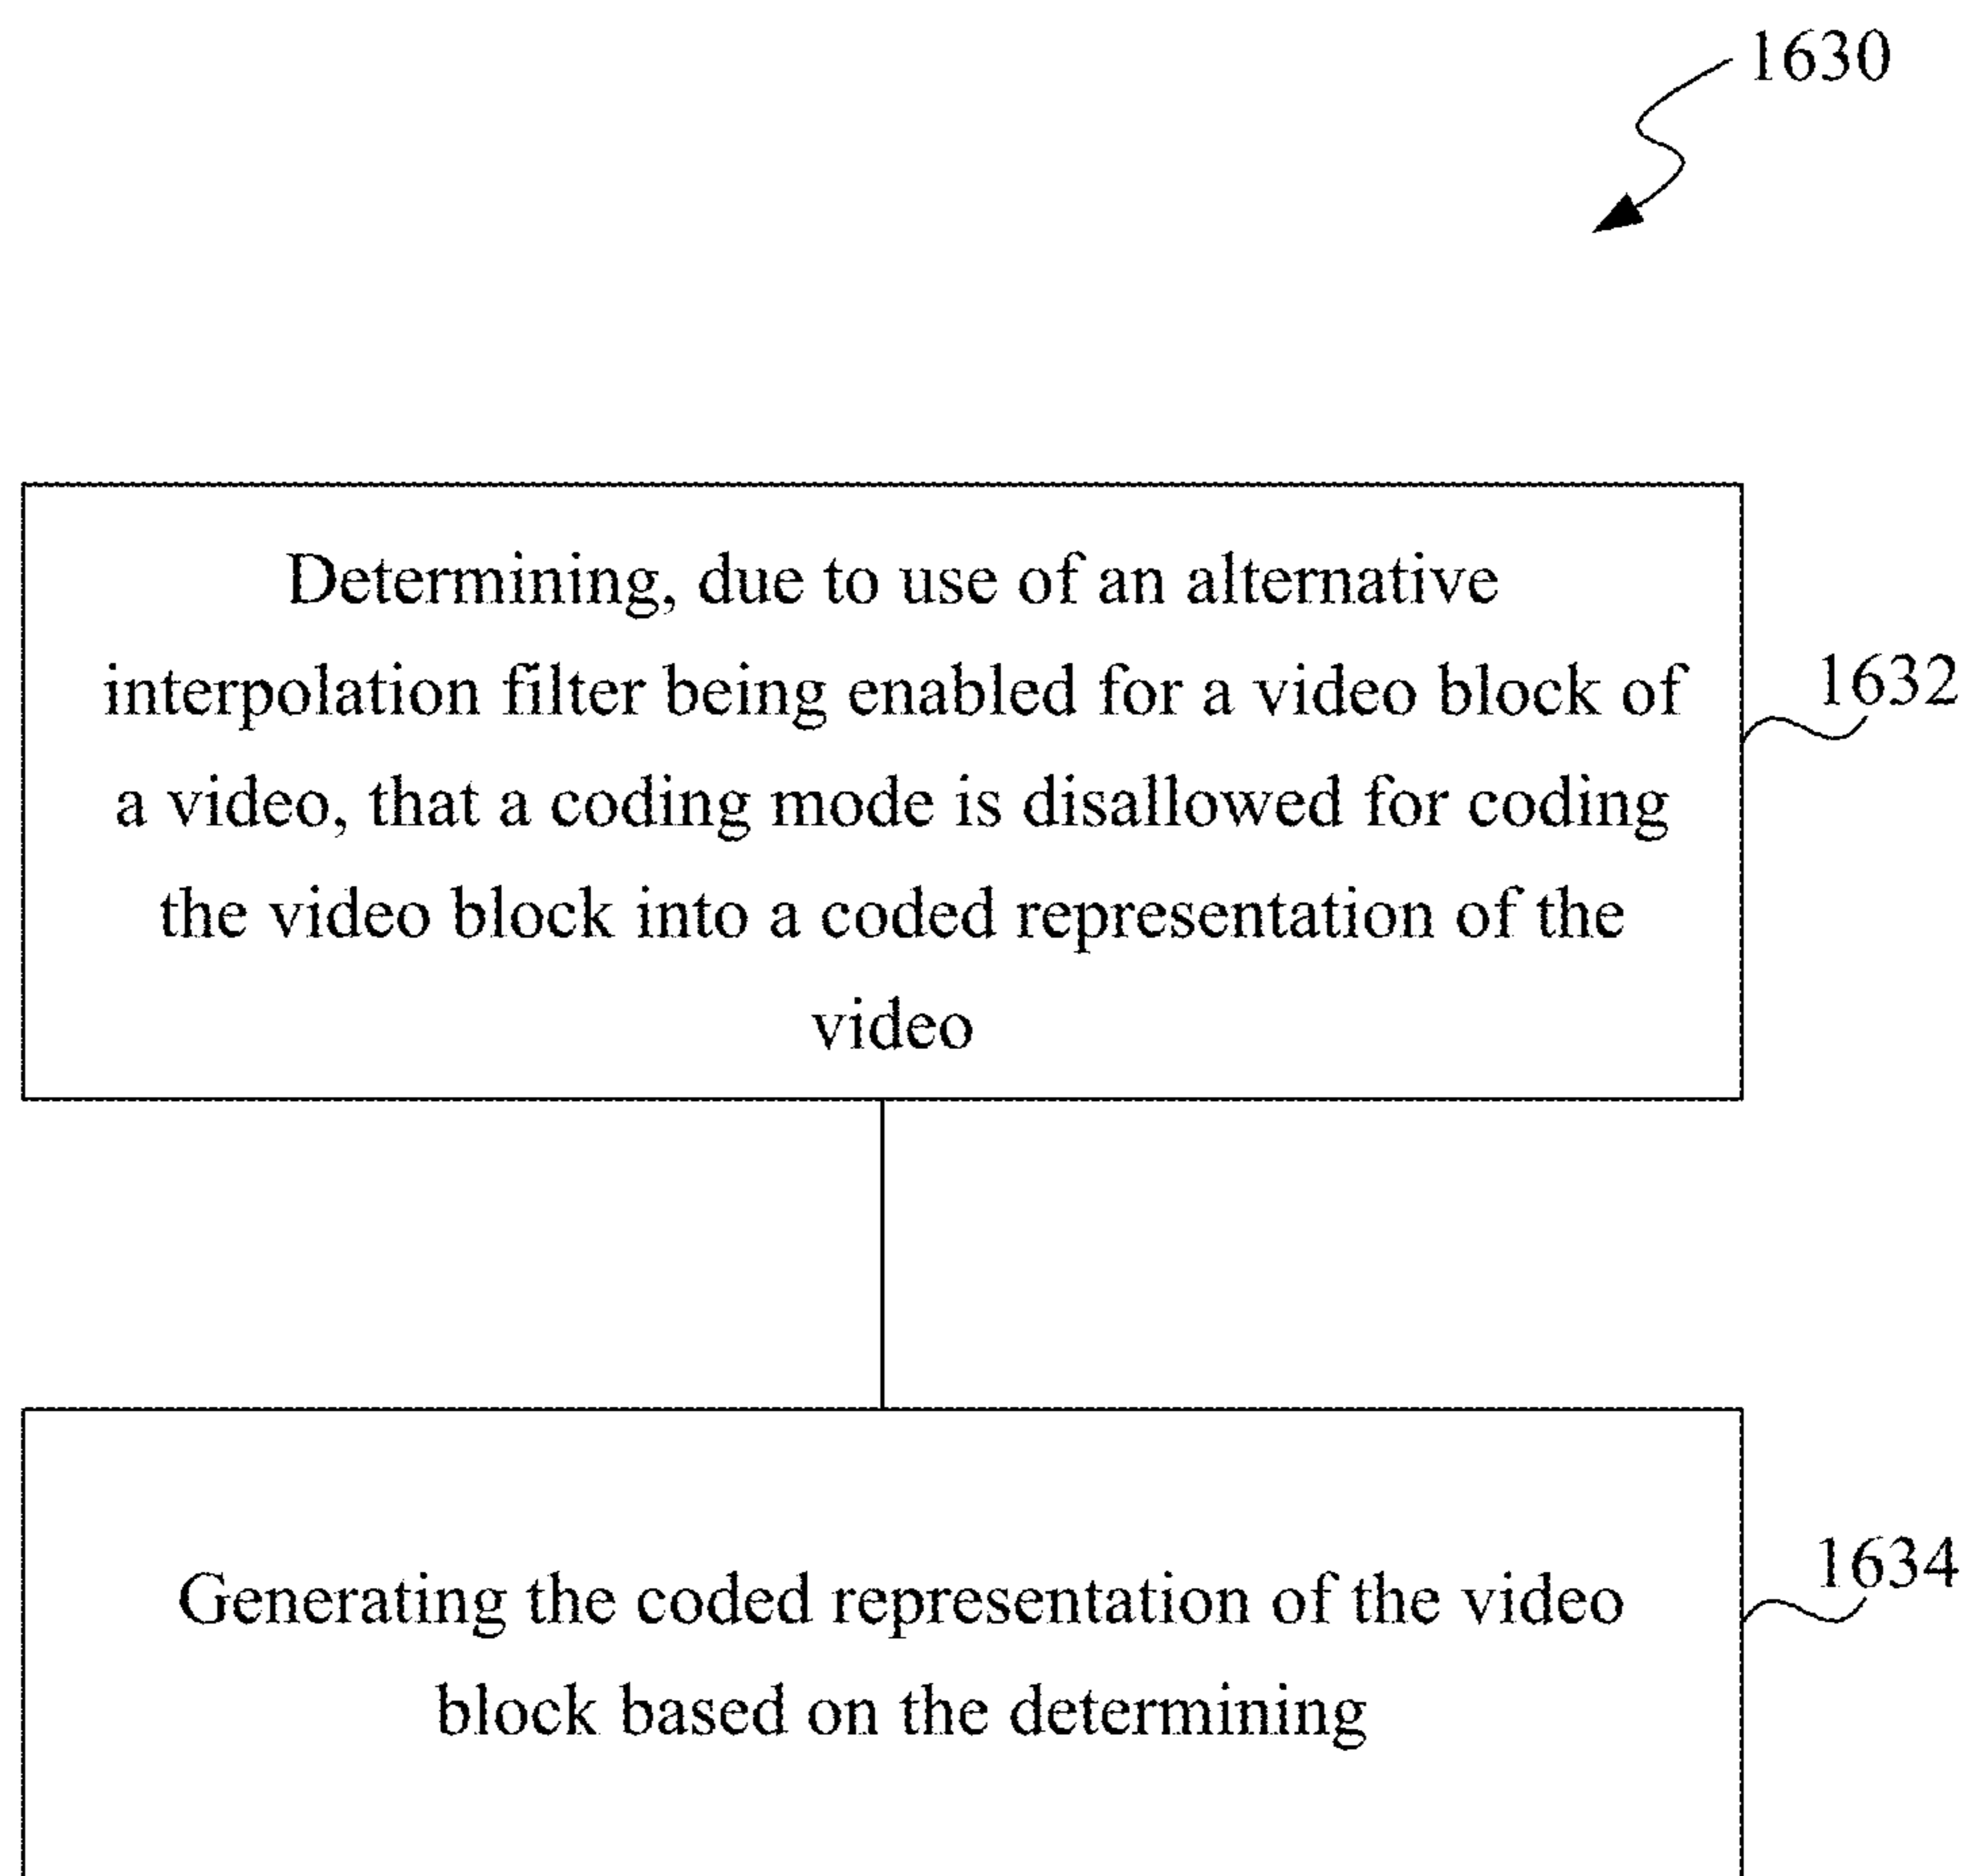 1630
Determining, due to use of an alternative
interpolation filter being enabled for a video block of
a video, that a coding mode is disallowed for coding
the video block into a coded representation of the
video
1632
Generating the coded representation of the video
block based on the determining
1634